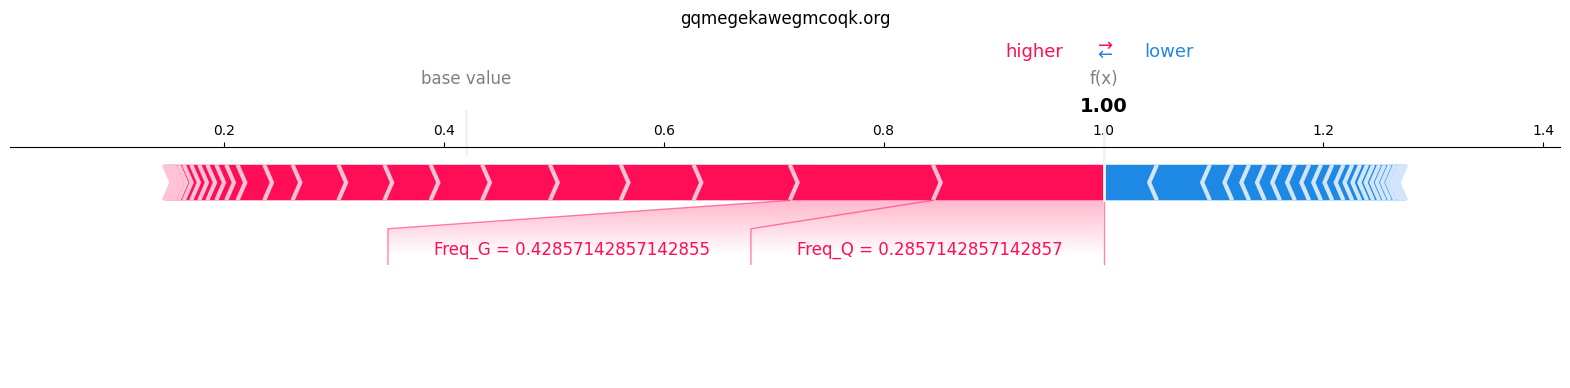 gqmegekawegmcoqk.org
higher → ← lower
base value f(x)
1.00
0.2 0.4 0.6 0.8 1.0 1.2 1.4
Freq_G = 0.42857142857142855 Freq_Q = 0.2857142857142857